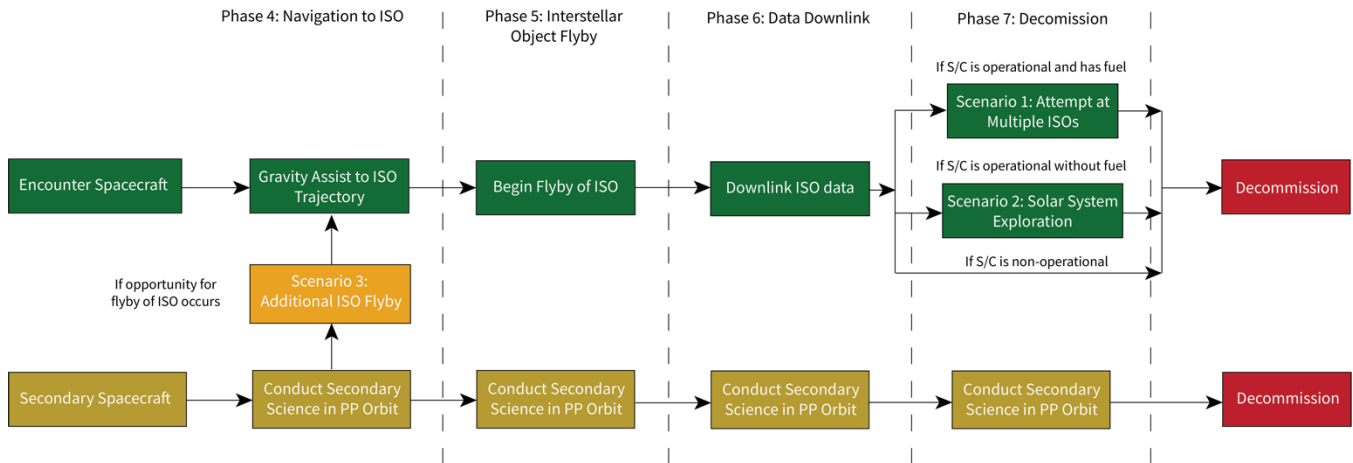 Phase 4: Navigation to ISO
Phase 5: Interstellar
Object Flyby
Phase 6: Data Downlink
Phase 7: Decomission
If S/C is operational and has fuel
Scenario 1: Attempt at
Multiple ISOs
Encounter Spacecraft
Gravity Assist to ISO
Trajectory
Begin Flyby of ISO
Downlink ISO data
If S/C is operational without fuel
Scenario 2: Solar System
Exploration
Decommission
If S/C is non-operational
If opportunity for
flyby of ISO occurs
Scenario 3:
Additional ISO Flyby
Secondary Spacecraft
Conduct Secondary
Science in PP Orbit
Conduct Secondary
Science in PP Orbit
Conduct Secondary
Science in PP Orbit
Conduct Secondary
Science in PP Orbit
Decommission